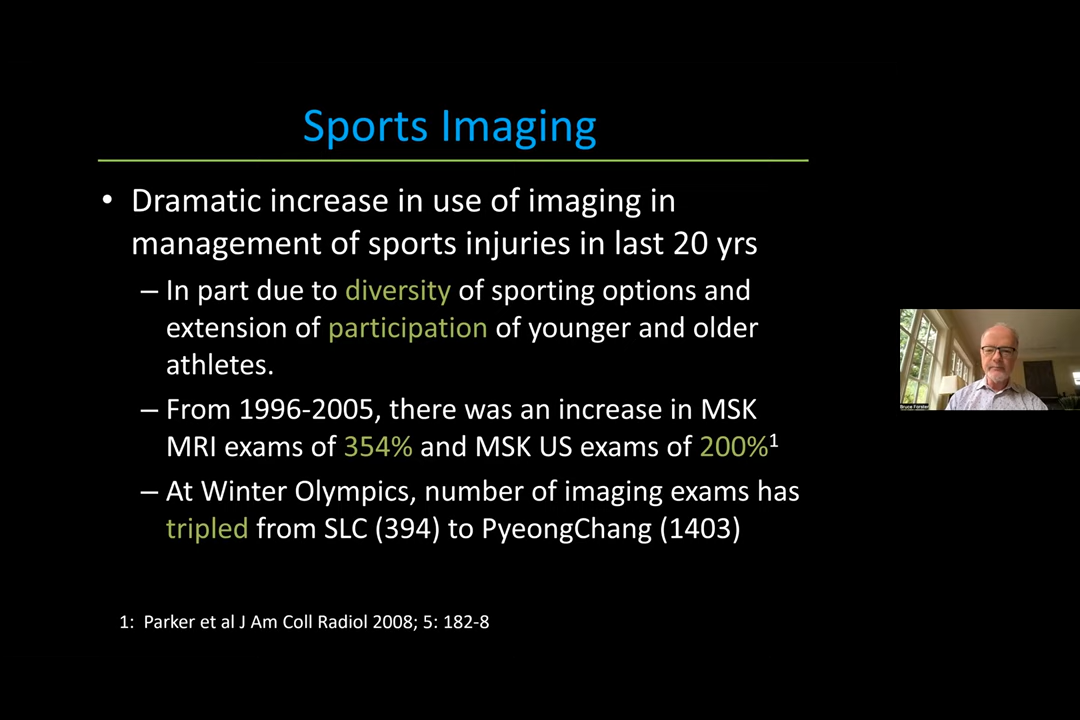 Sports Imaging
• Dramatic increase in use of imaging in
management of sports injuries in last 20 yrs
– In part due to diversity of sporting options and
extension of participation of younger and older
athletes.
– From 1996-2005, there was an increase in MSK
MRI exams of 354% and MSK US exams of 200%¹
– At Winter Olympics, number of imaging exams has
tripled from SLC (394) to PyeongChang (1403)
Bruce Forster
1: Parker et al J Am Coll Radiol 2008; 5: 182-8